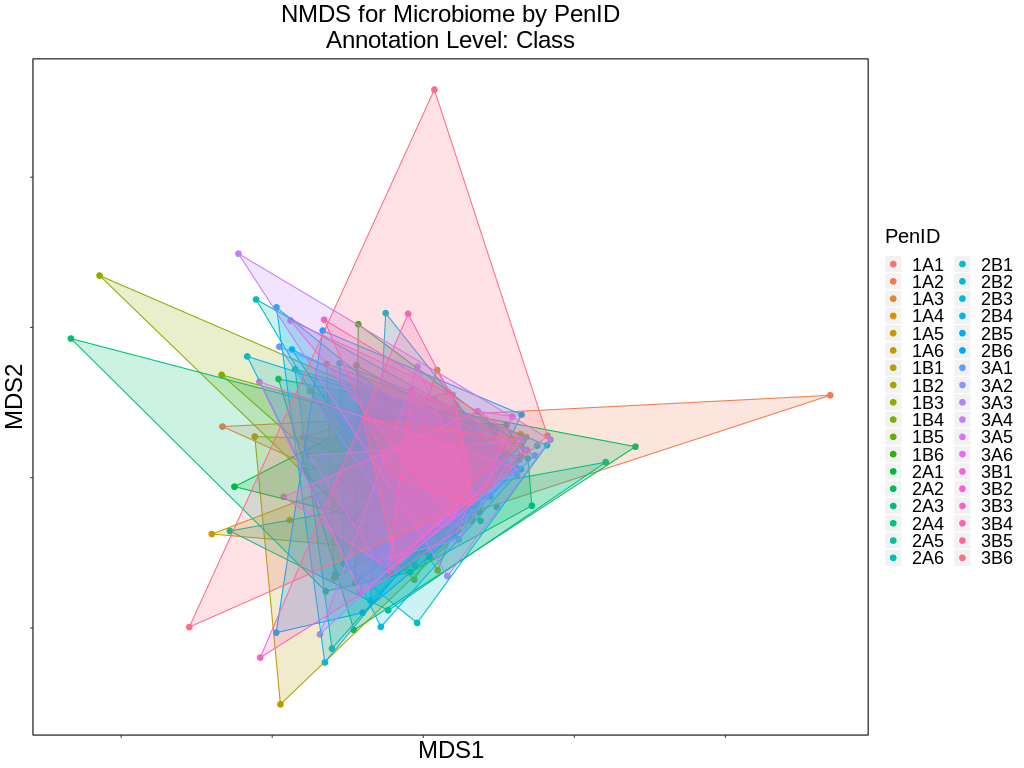 NMDS for Microbiome by PenID
Annotation Level: Class
MDS2
MDS1
PenID
1A1 2B1
1A2 2B2
1A3 2B3
1A4 2B4
1A5 2B5
1A6 2B6
1B1 3A1
1B2 3A2
1B3 3A3
1B4 3A4
1B5 3A5
1B6 3A6
2A1 3B1
2A2 3B2
2A3 3B3
2A4 3B4
2A5 3B5
2A6 3B6